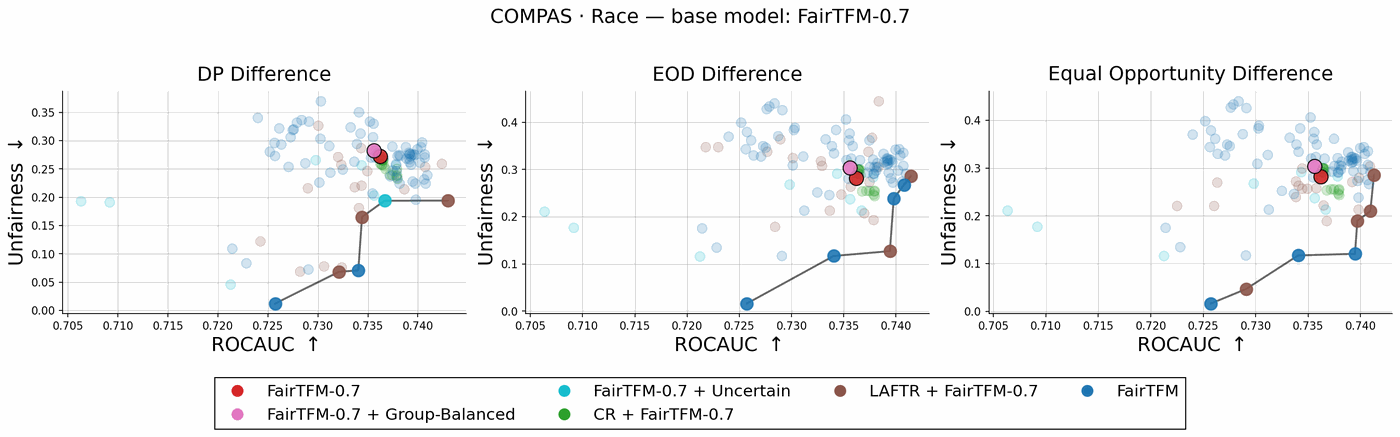 COMPAS · Race — base model: FairTFM-0.7
DP Difference
EOD Difference
Equal Opportunity Difference
Unfairness ↓
0.35
0.30
0.25
0.20
0.15
0.10
0.05
0.00
0.705 0.710 0.715 0.720 0.725 0.730 0.735 0.740
ROCAUC ↑
Unfairness ↓
0.4
0.3
0.2
0.1
0.0
0.705 0.710 0.715 0.720 0.725 0.730 0.735 0.740
ROCAUC ↑
Unfairness ↓
0.4
0.3
0.2
0.1
0.0
0.705 0.710 0.715 0.720 0.725 0.730 0.735 0.740
ROCAUC ↑
FairTFM-0.7 FairTFM-0.7 + Uncertain LAFTR + FairTFM-0.7 FairTFM
FairTFM-0.7 + Group-Balanced CR + FairTFM-0.7